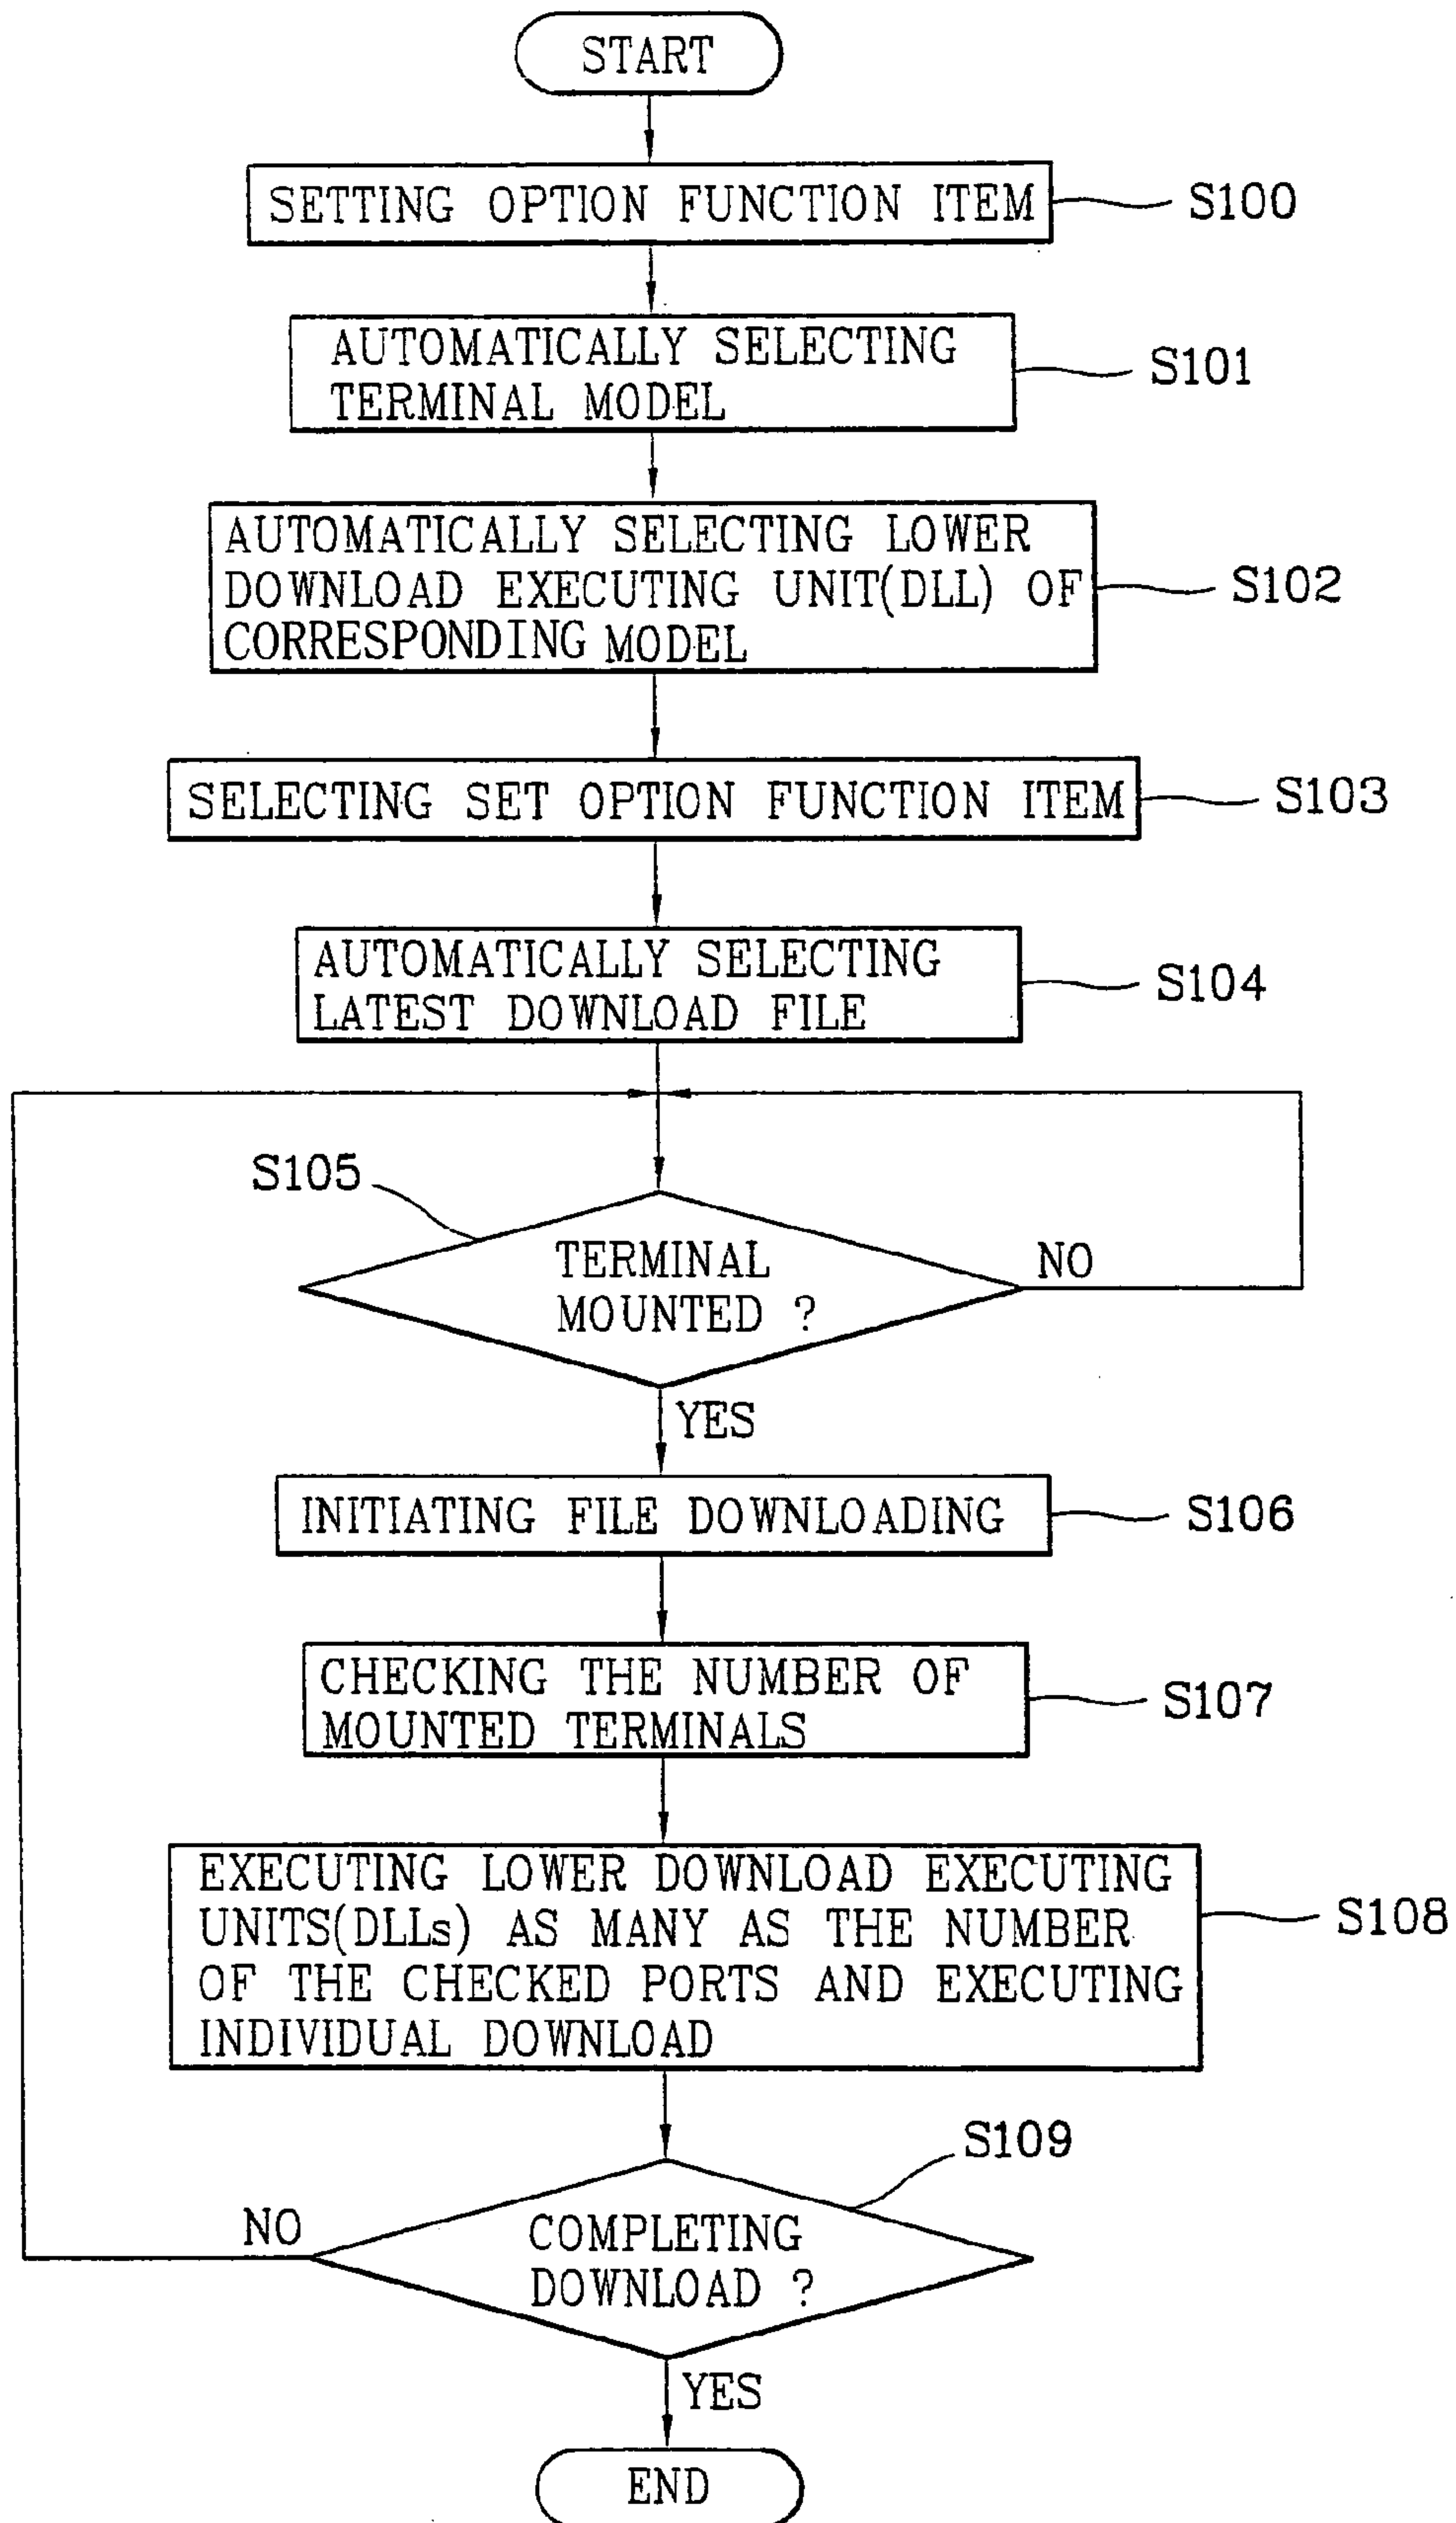 START
SETTING OPTION FUNCTION ITEM
S100
AUTOMATICALLY SELECTING
TERMINAL MODEL
S101
AUTOMATICALLY SELECTING LOWER
DOWNLOAD EXECUTING UNIT(DLL) OF
CORRESPONDING MODEL
S102
SELECTING SET OPTION FUNCTION ITEM
S103
AUTOMATICALLY SELECTING
LATEST DOWNLOAD FILE
S104
S105
TERMINAL
MOUNTED ?
NO
YES
INITIATING FILE DOWNLOADING
S106
CHECKING THE NUMBER OF
MOUNTED TERMINALS
S107
EXECUTING LOWER DOWNLOAD EXECUTING
UNITS(DLLs) AS MANY AS THE NUMBER
OF THE CHECKED PORTS AND EXECUTING
INDIVIDUAL DOWNLOAD
S108
S109
NO
COMPLETING
DOWNLOAD ?
YES
END